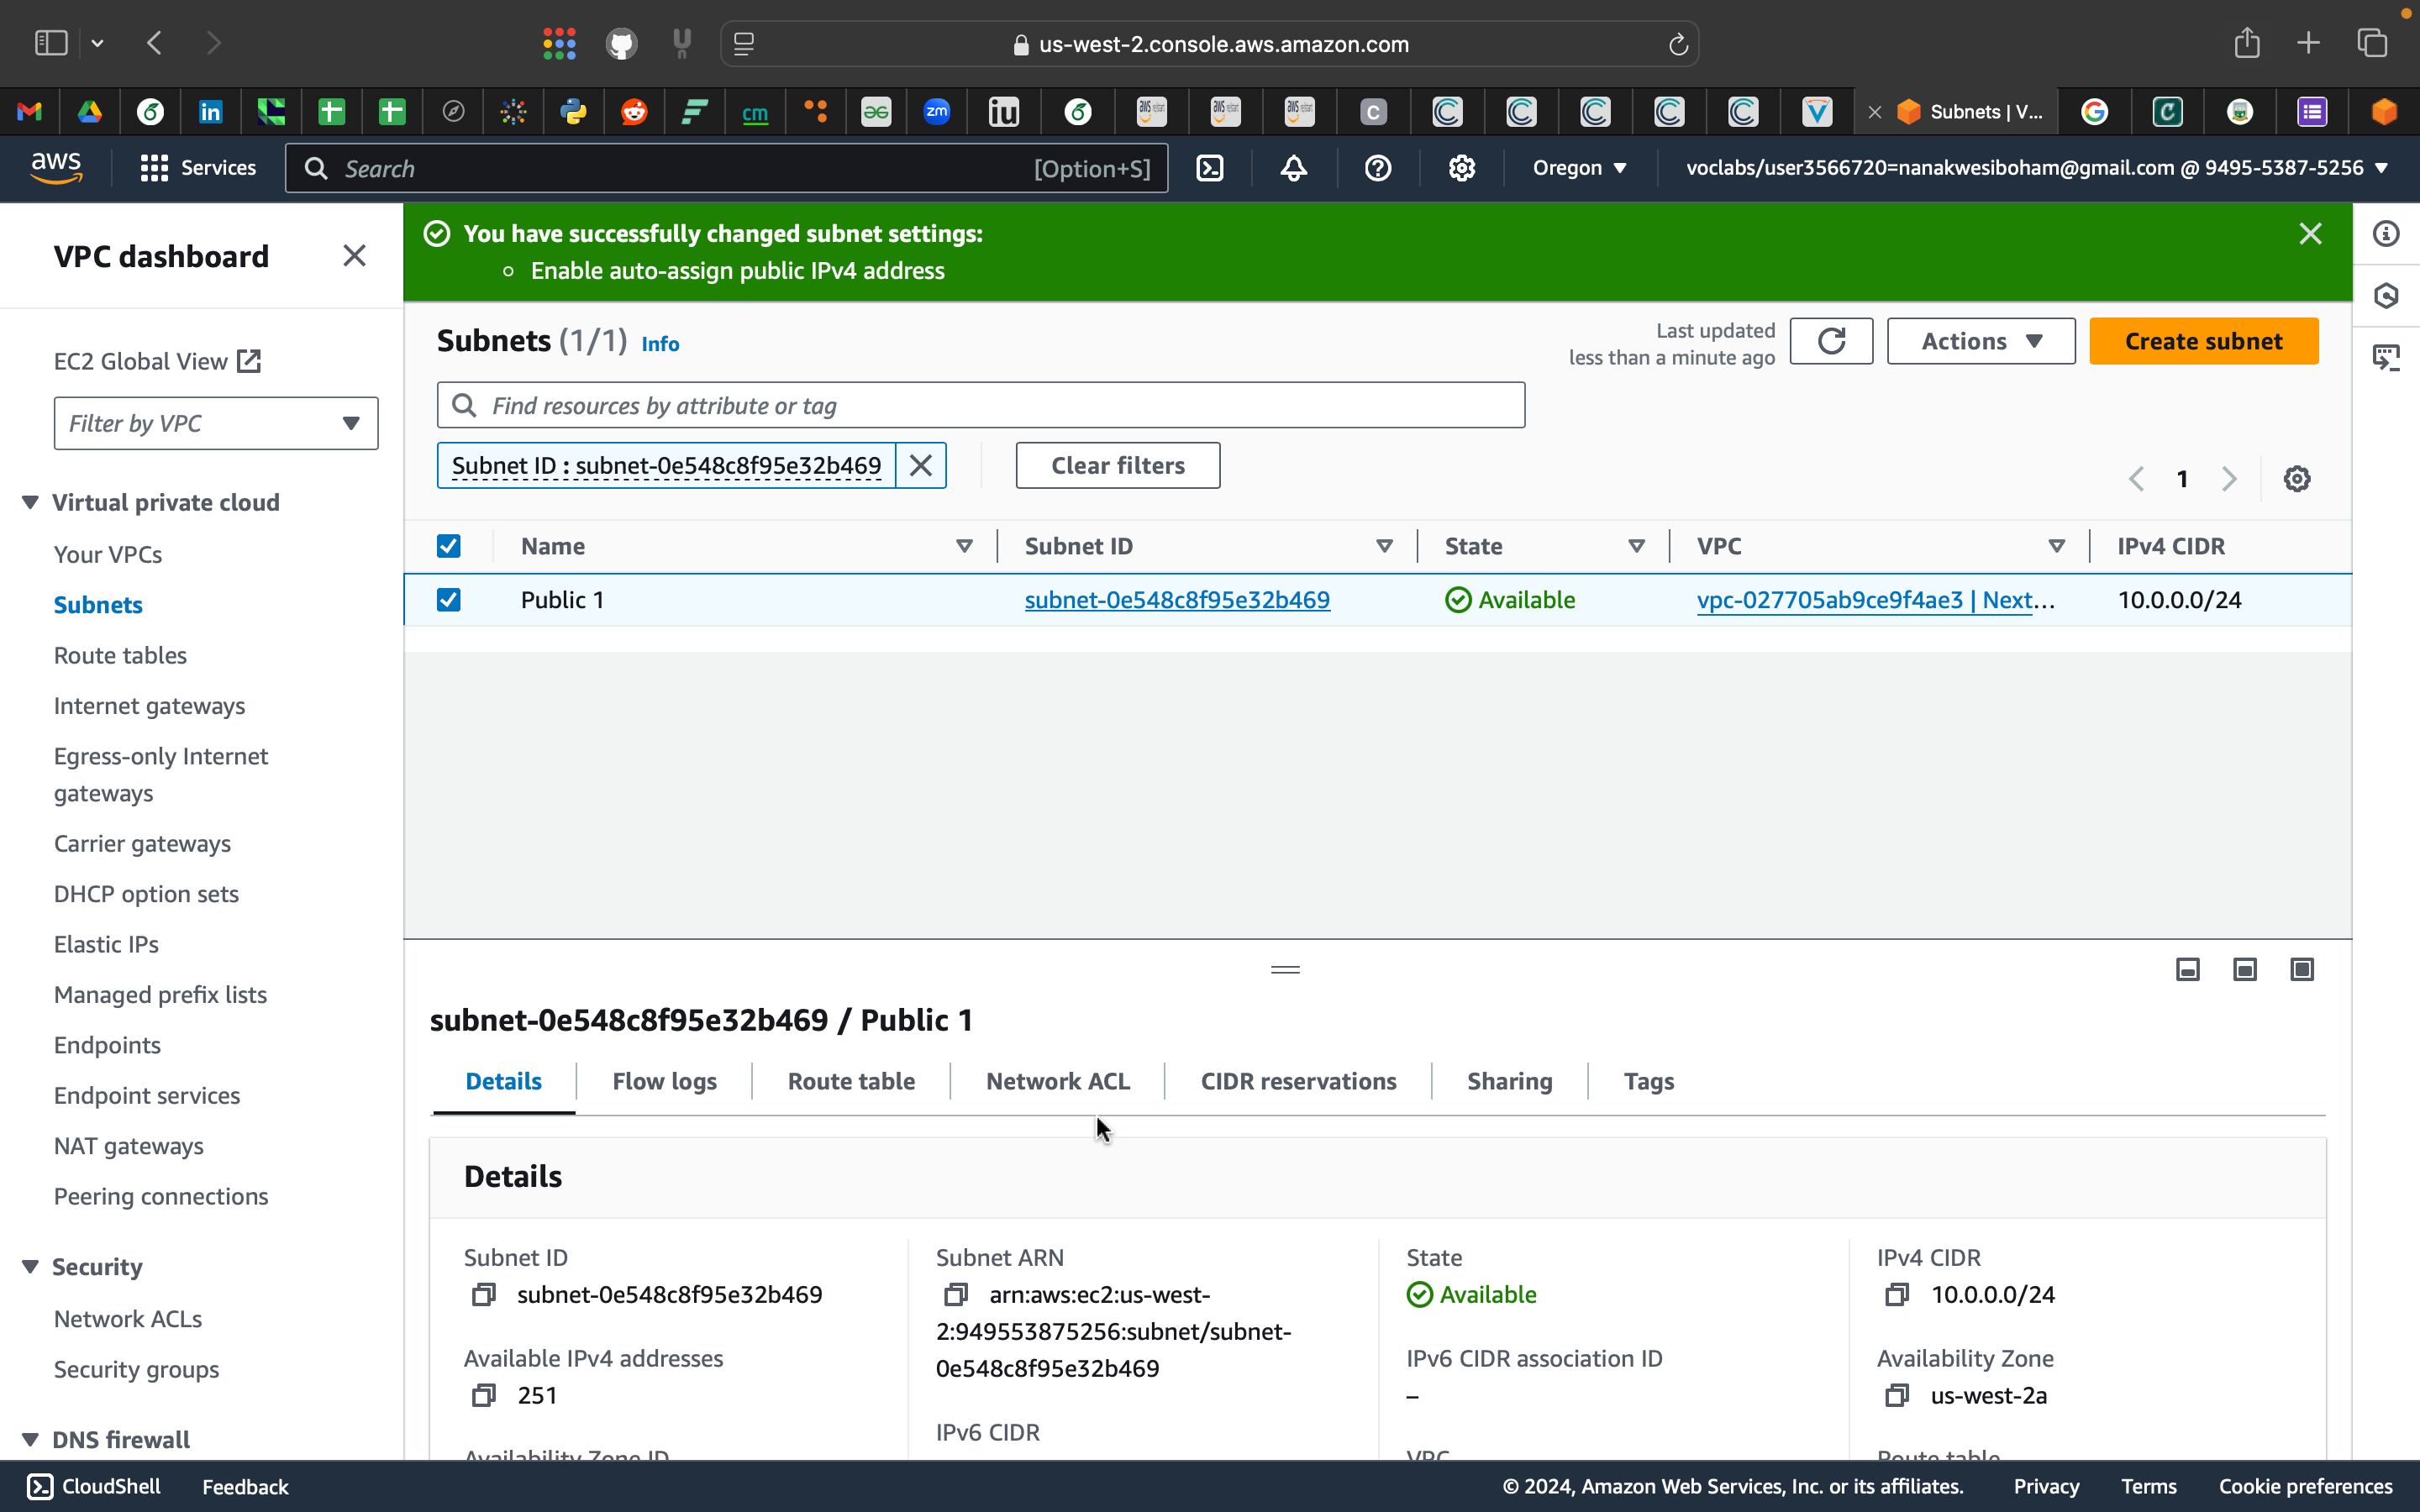 us-west-2.console.aws.amazon.com
Subnets | V...
aws
Services
Search
[Option+S]
Oregon
voclabs/user3566720=nanakwesiboham@gmail.com @ 9495-5387-5256
VPC dashboard
EC2 Global View
Filter by VPC
Virtual private cloud
Your VPCs
Subnets
Route tables
Internet gateways
Egress-only Internet
gateways
Carrier gateways
DHCP option sets
Elastic IPs
Managed prefix lists
Endpoints
Endpoint services
NAT gateways
Peering connections
Security
Network ACLs
Security groups
DNS firewall
You have successfully changed subnet settings:
Enable auto-assign public IPv4 address
Subnets (1/1) Info
Last updated
less than a minute ago
Actions
Create subnet
Find resources by attribute or tag
Subnet ID : subnet-0e548c8f95e32b469
Clear filters
1
Name
Subnet ID
State
VPC
IPv4 CIDR
Public 1
subnet-0e548c8f95e32b469
Available
vpc-027705ab9ce9f4ae3 | Next...
10.0.0.0/24
subnet-0e548c8f95e32b469 / Public 1
Details
Flow logs
Route table
Network ACL
CIDR reservations
Sharing
Tags
Details
Subnet ID
subnet-0e548c8f95e32b469
Available IPv4 addresses
251
Availability Zone ID
Subnet ARN
arn:aws:ec2:us-west-
2:949553875256:subnet/subnet-
0e548c8f95e32b469
IPv6 CIDR
State
Available
IPv6 CIDR association ID
–
VPC
IPv4 CIDR
10.0.0.0/24
Availability Zone
us-west-2a
Route table
CloudShell
Feedback
© 2024, Amazon Web Services, Inc. or its affiliates.
Privacy
Terms
Cookie preferences